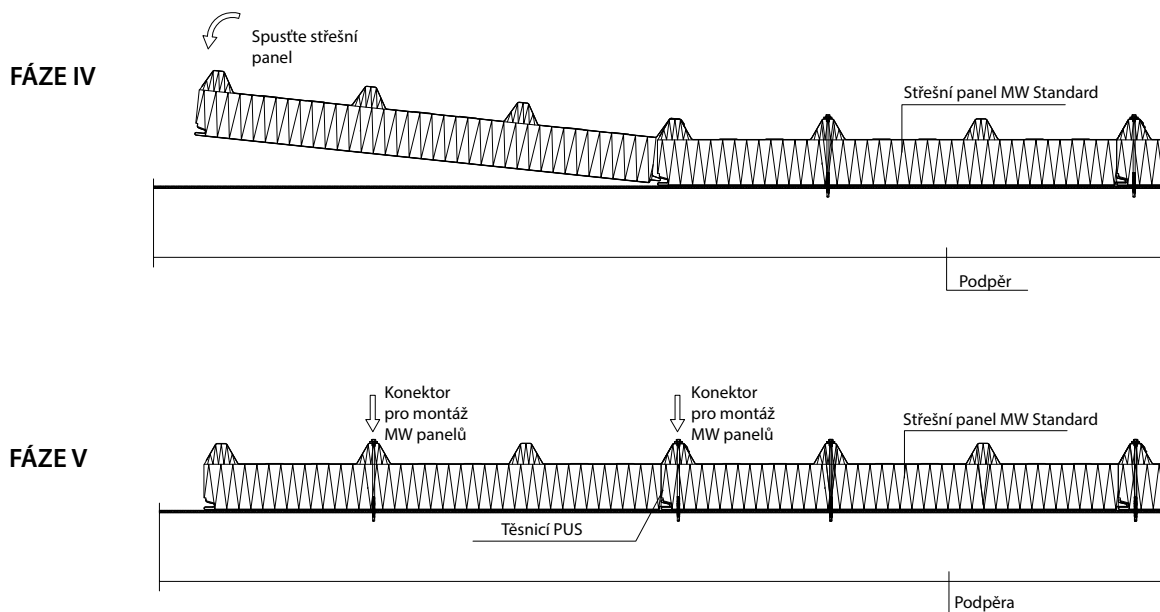 Spusťte střešní
panel
FÁZE IV
Střešní panel MW Standard
Podpěr
Konektor
pro montáž
MW panelů
Konektor
pro montáž
MW panelů
Střešní panel MW Standard
FÁZE V
Těsnicí PUS
Podpěra